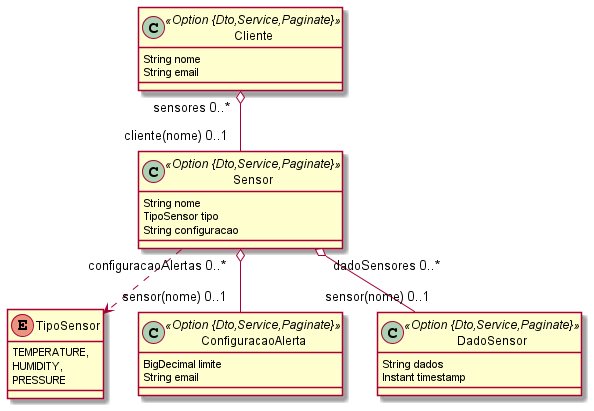 C «Option {Dto,Service,Paginate}»
Cliente
String nome
String email
sensores 0..*
cliente(nome) 0..1
C «Option {Dto,Service,Paginate}»
Sensor
String nome
TipoSensor tipo
String configuracao
configuracaoAlertas 0..*
dadoSensores 0..*
sensor(nome) 0..1
sensor(nome) 0..1
E TipoSensor
TEMPERATURE,
HUMIDITY,
PRESSURE
C «Option {Dto,Service,Paginate}»
ConfiguracaoAlerta
BigDecimal limite
String email
C «Option {Dto,Service,Paginate}»
DadoSensor
String dados
Instant timestamp